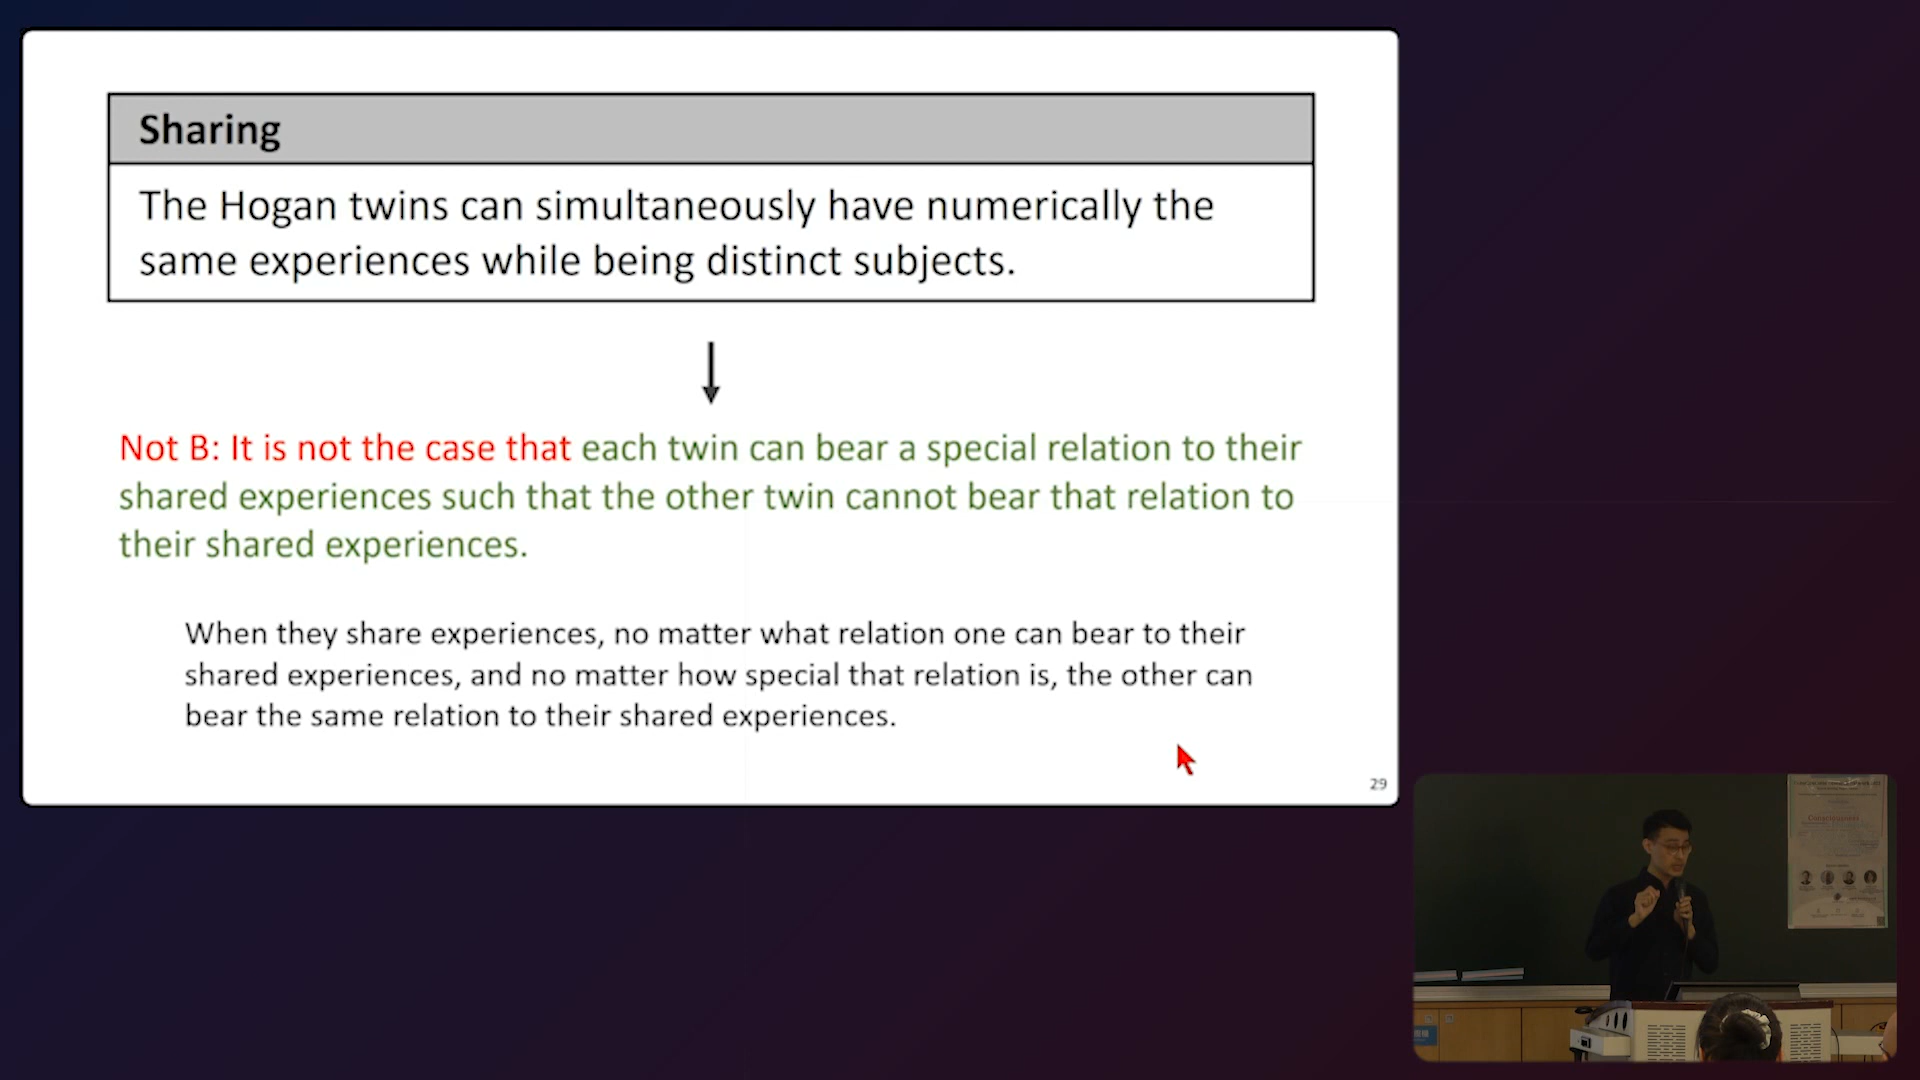 Sharing
The Hogan twins can simultaneously have numerically the
same experiences while being distinct subjects.
Not B: It is not the case that each twin can bear a special relation to their
shared experiences such that the other twin cannot bear that relation to
their shared experiences.
When they share experiences, no matter what relation one can bear to their
shared experiences, and no matter how special that relation is, the other can
bear the same relation to their shared experiences.
29
Consciousness